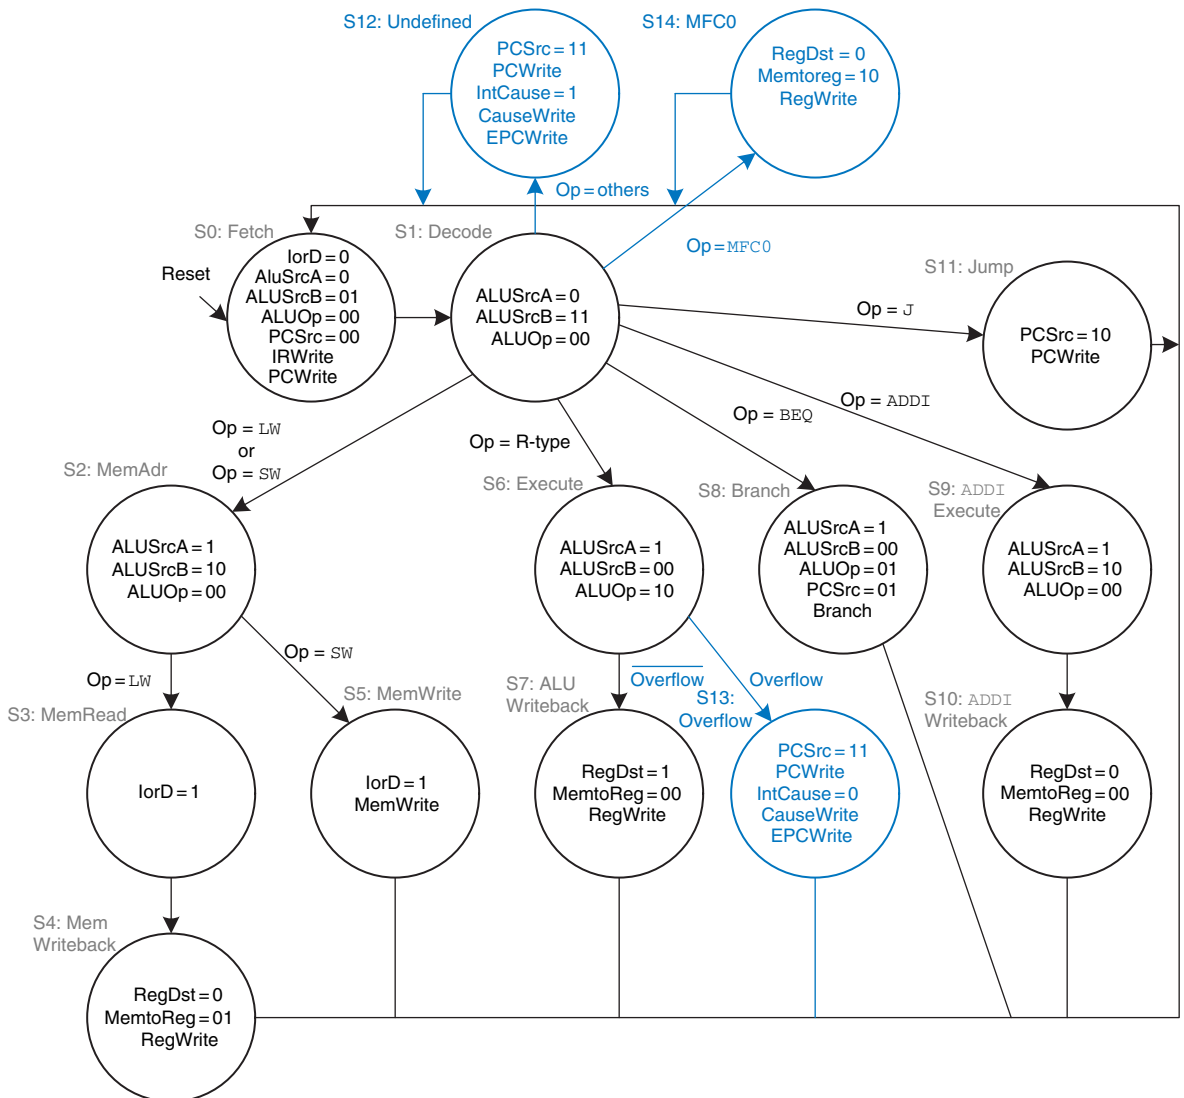 S12: Undefined
PCSrc = 11
PCWrite
IntCause = 1
CauseWrite
EPCWrite
S14: MFC0
RegDst = 0
Memtoreg = 10
RegWrite
Op = others
Op = MFC0
S0: Fetch
Reset
IorD = 0
AluSrcA = 0
ALUSrcB = 01
ALUOp = 00
PCSrc = 00
IRWrite
PCWrite
S1: Decode
ALUSrcA = 0
ALUSrcB = 11
ALUOp = 00
S11: Jump
Op = J
PCSrc = 10
PCWrite
Op = LW
or
Op = SW
Op = R-type
Op = BEQ
Op = ADDI
S2: MemAdr
ALUSrcA = 1
ALUSrcB = 10
ALUOp = 00
S6: Execute
ALUSrcA = 1
ALUSrcB = 00
ALUOp = 10
S8: Branch
ALUSrcA = 1
ALUSrcB = 00
ALUOp = 01
PCSrc = 01
Branch
S9: ADDI
Execute
ALUSrcA = 1
ALUSrcB = 10
ALUOp = 00
Op = LW
Op = SW
Overflow
Overflow
S3: MemRead
IorD = 1
S5: MemWrite
IorD = 1
MemWrite
S7: ALU
Writeback
RegDst = 1
MemtoReg = 00
RegWrite
S13:
Overflow
PCSrc = 11
PCWrite
IntCause = 0
CauseWrite
EPCWrite
S10: ADDI
Writeback
RegDst = 0
MemtoReg = 00
RegWrite
S4: Mem
Writeback
RegDst = 0
MemtoReg = 01
RegWrite